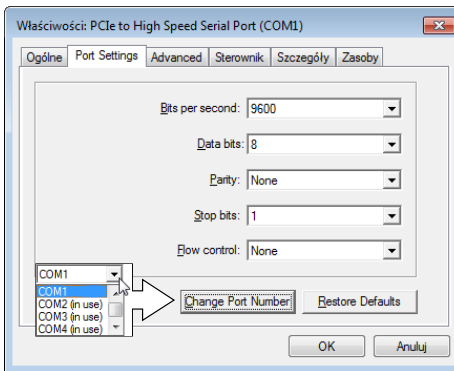 Właściwości: PCIe to High Speed Serial Port (COM1)
Ogólne Port Settings Advanced Sterownik Szczegóły Zasoby
Bits per second: 9600
Data bits: 8
Parity: None
Stop bits: 1
Flow control: None
COM1
COM1
COM2 (in use)
COM3 (in use)
COM4 (in use)
Change Port Number Restore Defaults
OK Anuluj